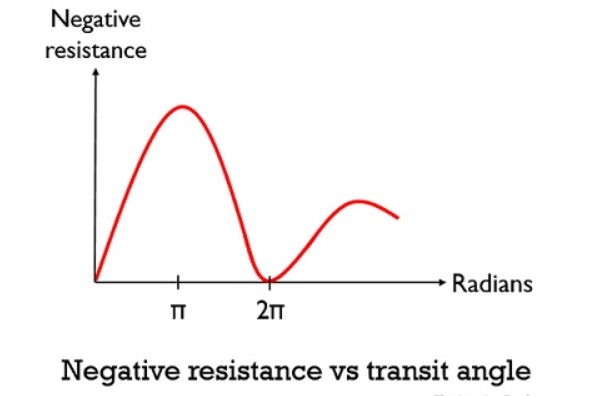 Negative
resistance
Radians
π
2π
Negative resistance vs transit angle